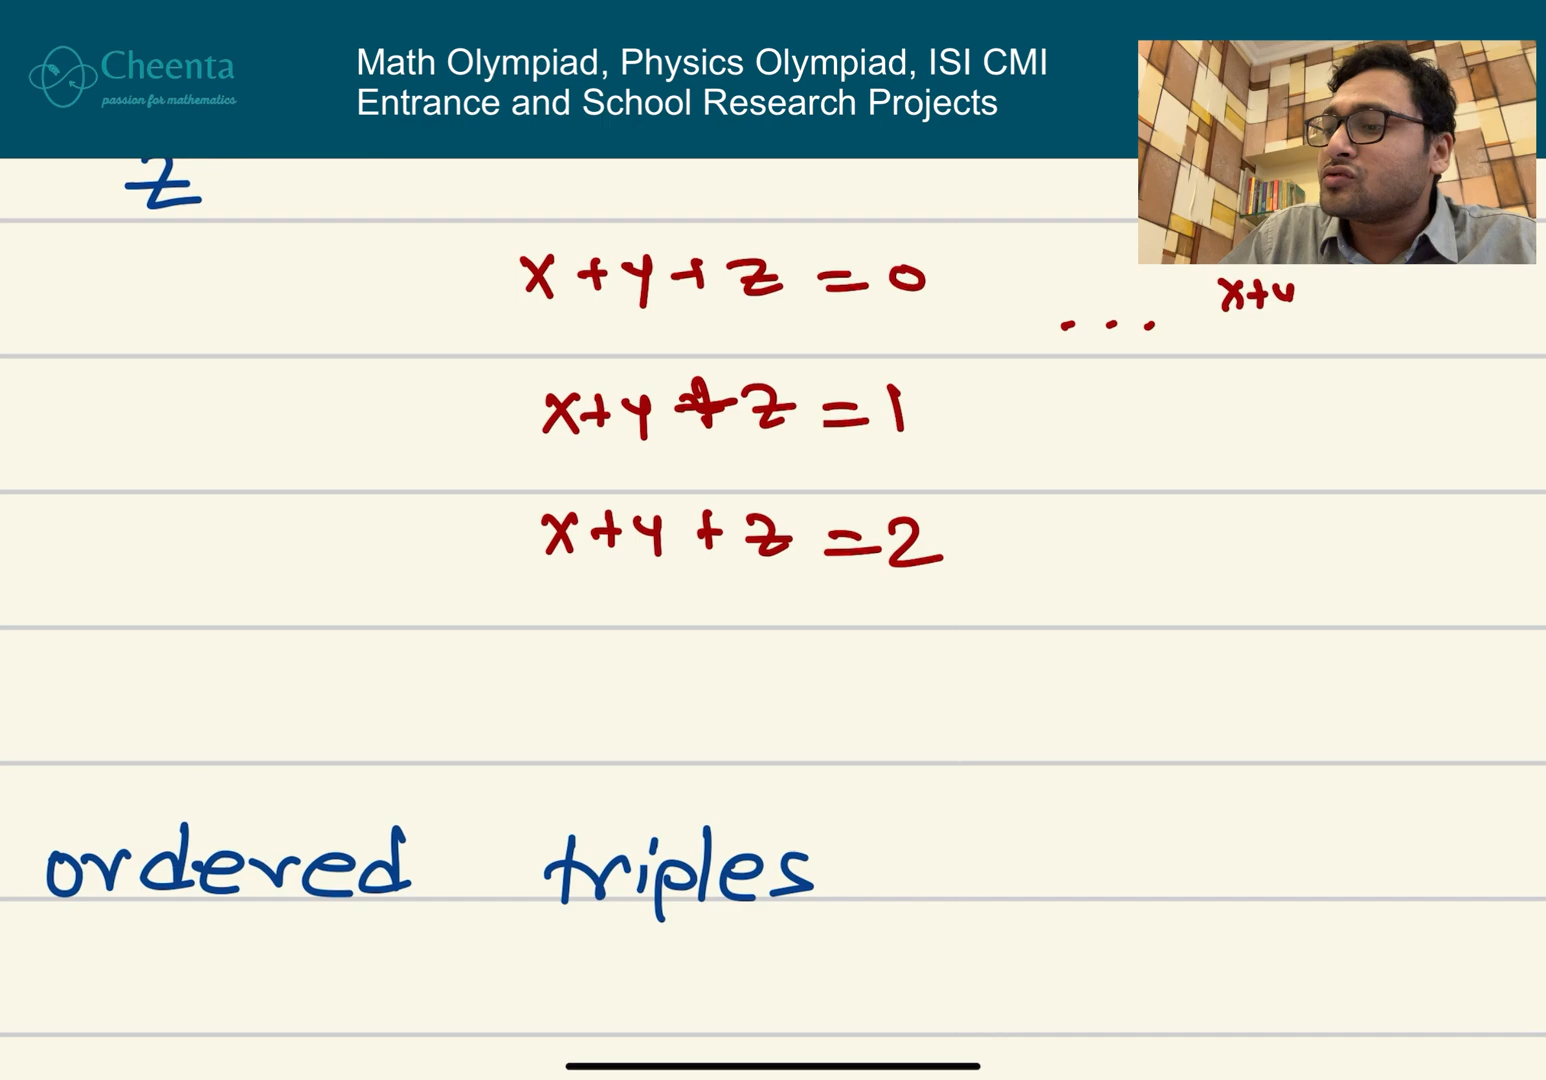 Cheenta
passion for mathematics
Math Olympiad, Physics Olympiad, ISI CMI
Entrance and School Research Projects
z
x+y+z=0
... x+y
x+y+z=1
x+y+z=2
ordered triples